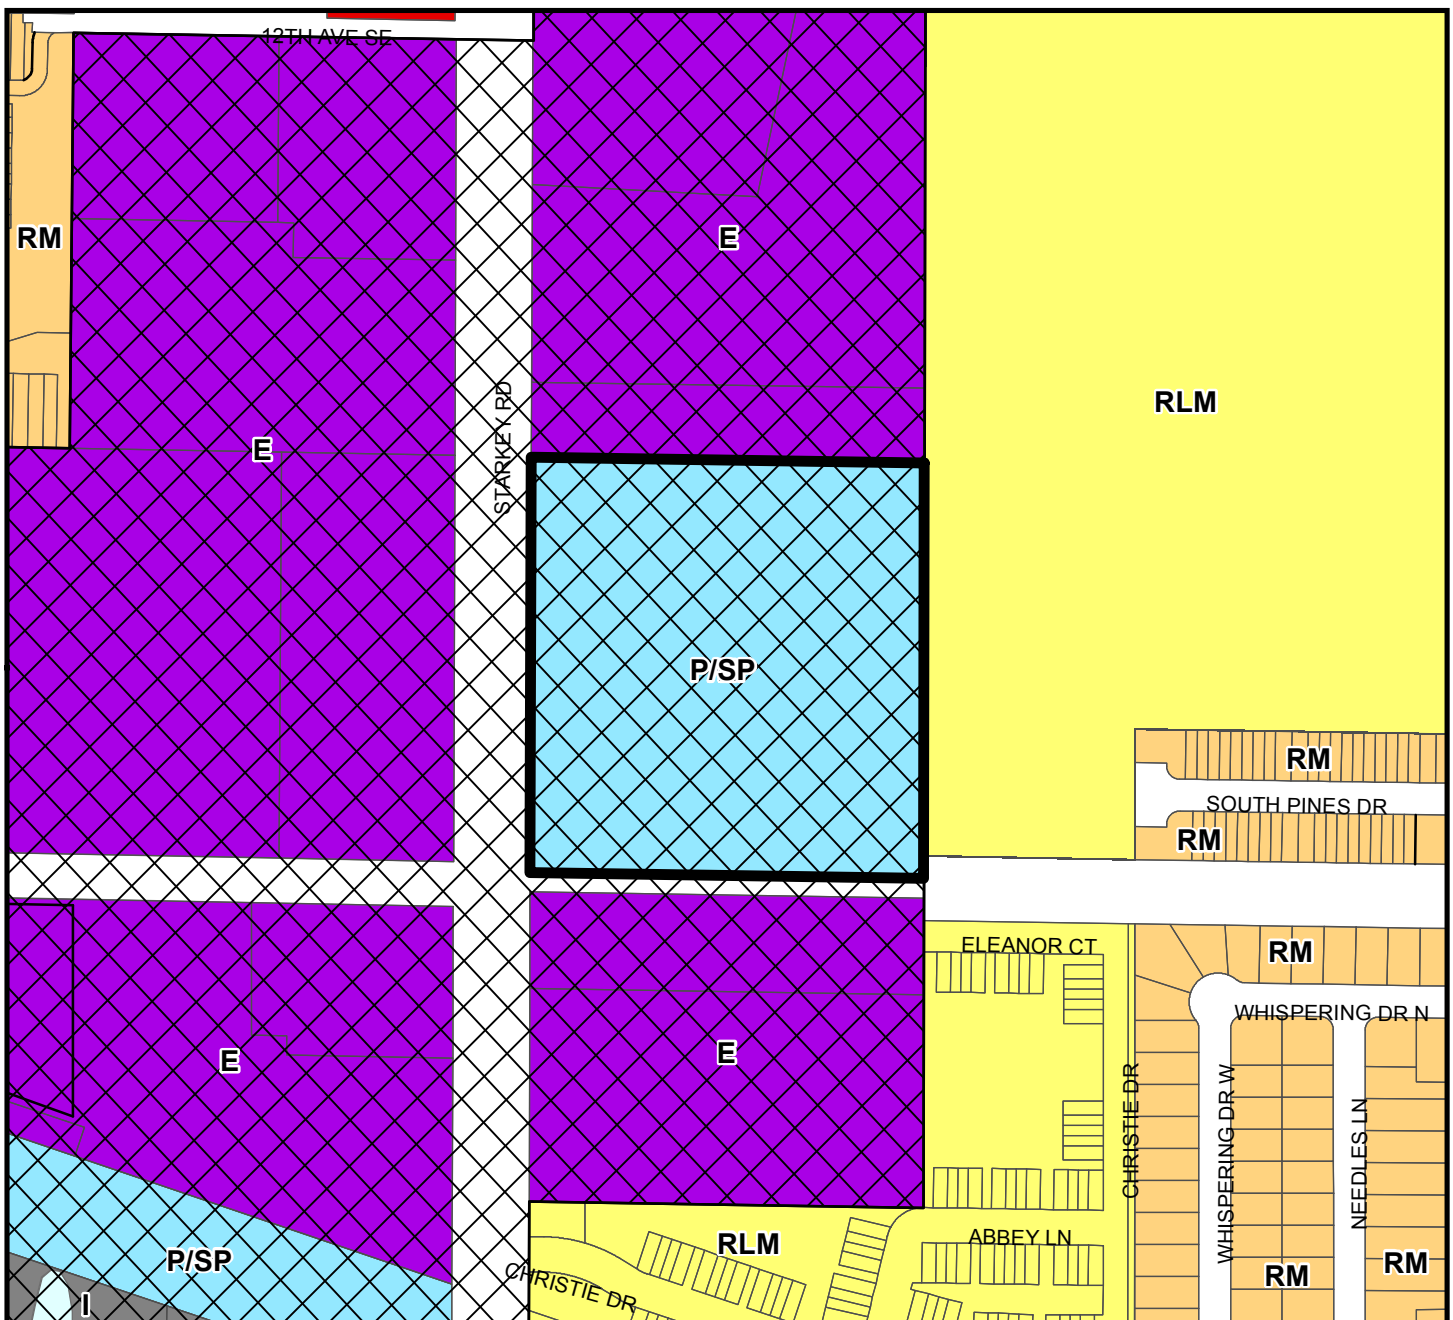 12TH AVE SE
RM
E
RLM
E
STARKEY RD
P/SP
RM
SOUTH PINES DR
RM
ELEANOR CT
RM
WHISPERING DR N
E
E
CHRISTIE DR
WHISPERING DR W
NEEDLES LN
RLM
ABBEY LN
P/SP
CHRISTIE DR
RM
RM
I